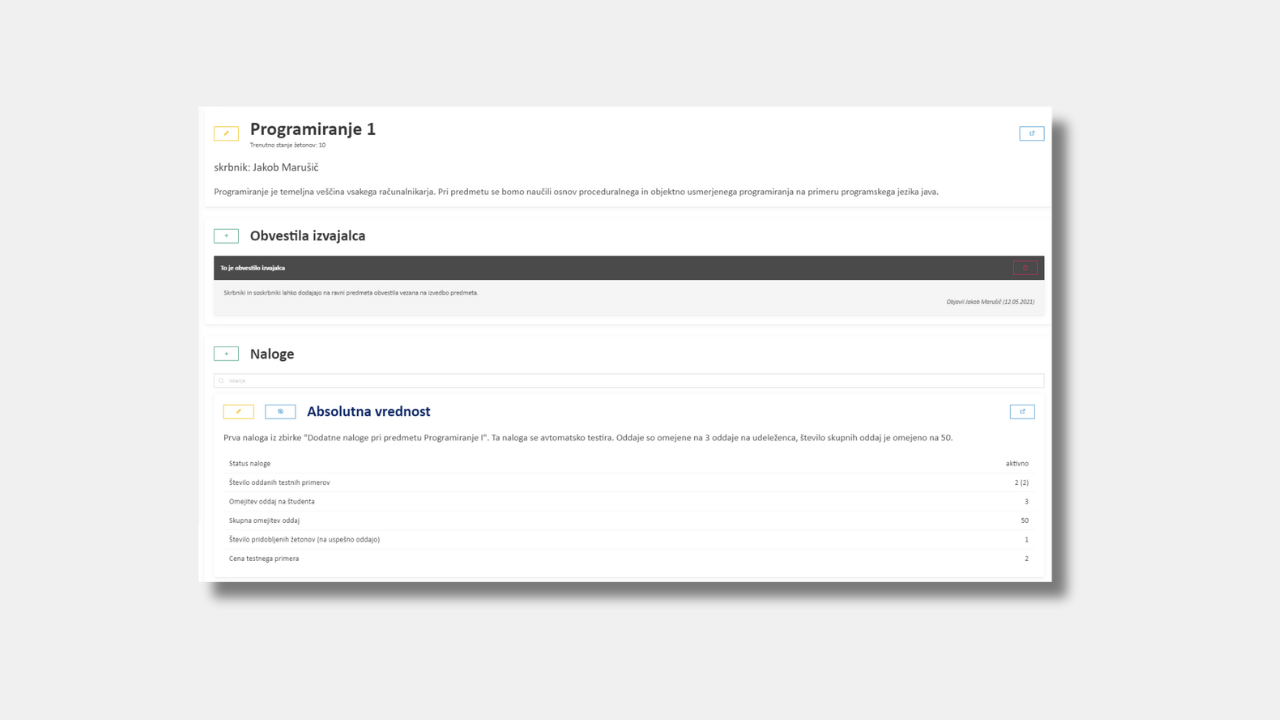 Programiranje 1
Trenutno stanje žetonov: 10
skrbnik: Jakob Marušič
Programiranje je temeljna veščina vsakega računalnikarja. Pri predmetu se bomo naučili osnov proceduralnega in objektno usmerjenega programiranja na primeru programskega jezika java.
Obvestila izvajalca
To je obvestilo izvajalca
Skrbniki in soskrbniki lahko dodajajo na ravni predmeta obvestila vezana na izvedbo predmeta.
Objavil Jakob Marušič (12.05.2021)
Naloge
Iskanje
Absolutna vrednost
Prva naloga iz zbirke "Dodatne naloge pri predmetu Programiranje I". Ta naloga se avtomatsko testira. Oddaje so omejene na 3 oddaje na udeleženca, število skupnih oddaj je omejeno na 50.
Status naloge aktivno
Število oddanih testnih primerov 2 (2)
Omejitev oddaj na študenta 3
Skupna omejitev oddaj 50
Število pridobljenih žetonov (na uspešno oddajo) 1
Cena testnega primera 2